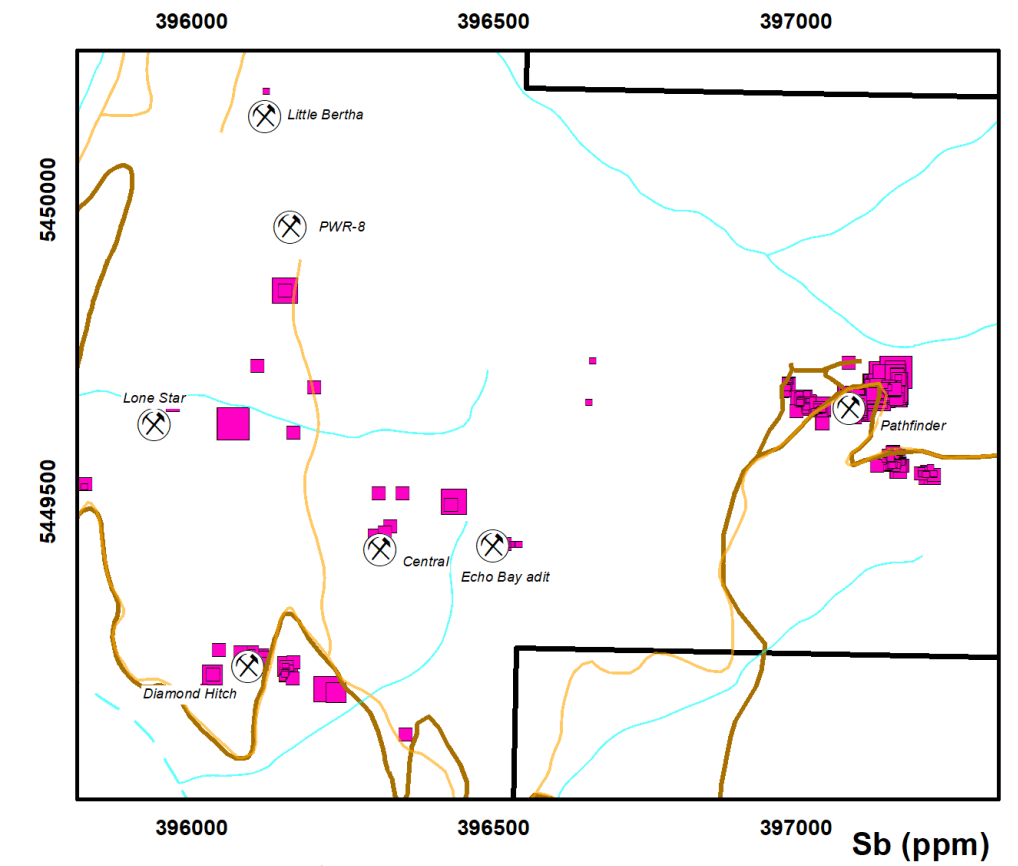 396000 396500 397000
Little Bertha
5450000
PWR-8
Lone Star
Pathfinder
5449500
Central
Echo Bay adit
Diamond Hitch
396000 396500 397000
Sb (ppm)